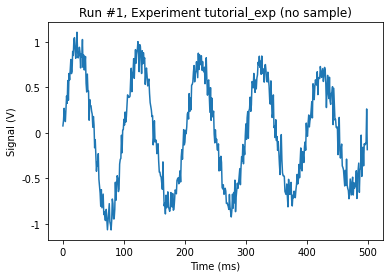 Run #1, Experiment tutorial_exp (no sample)
1
0.5
0
-0.5
-1
Signal (V)
0 100 200 300 400 500
Time (ms)